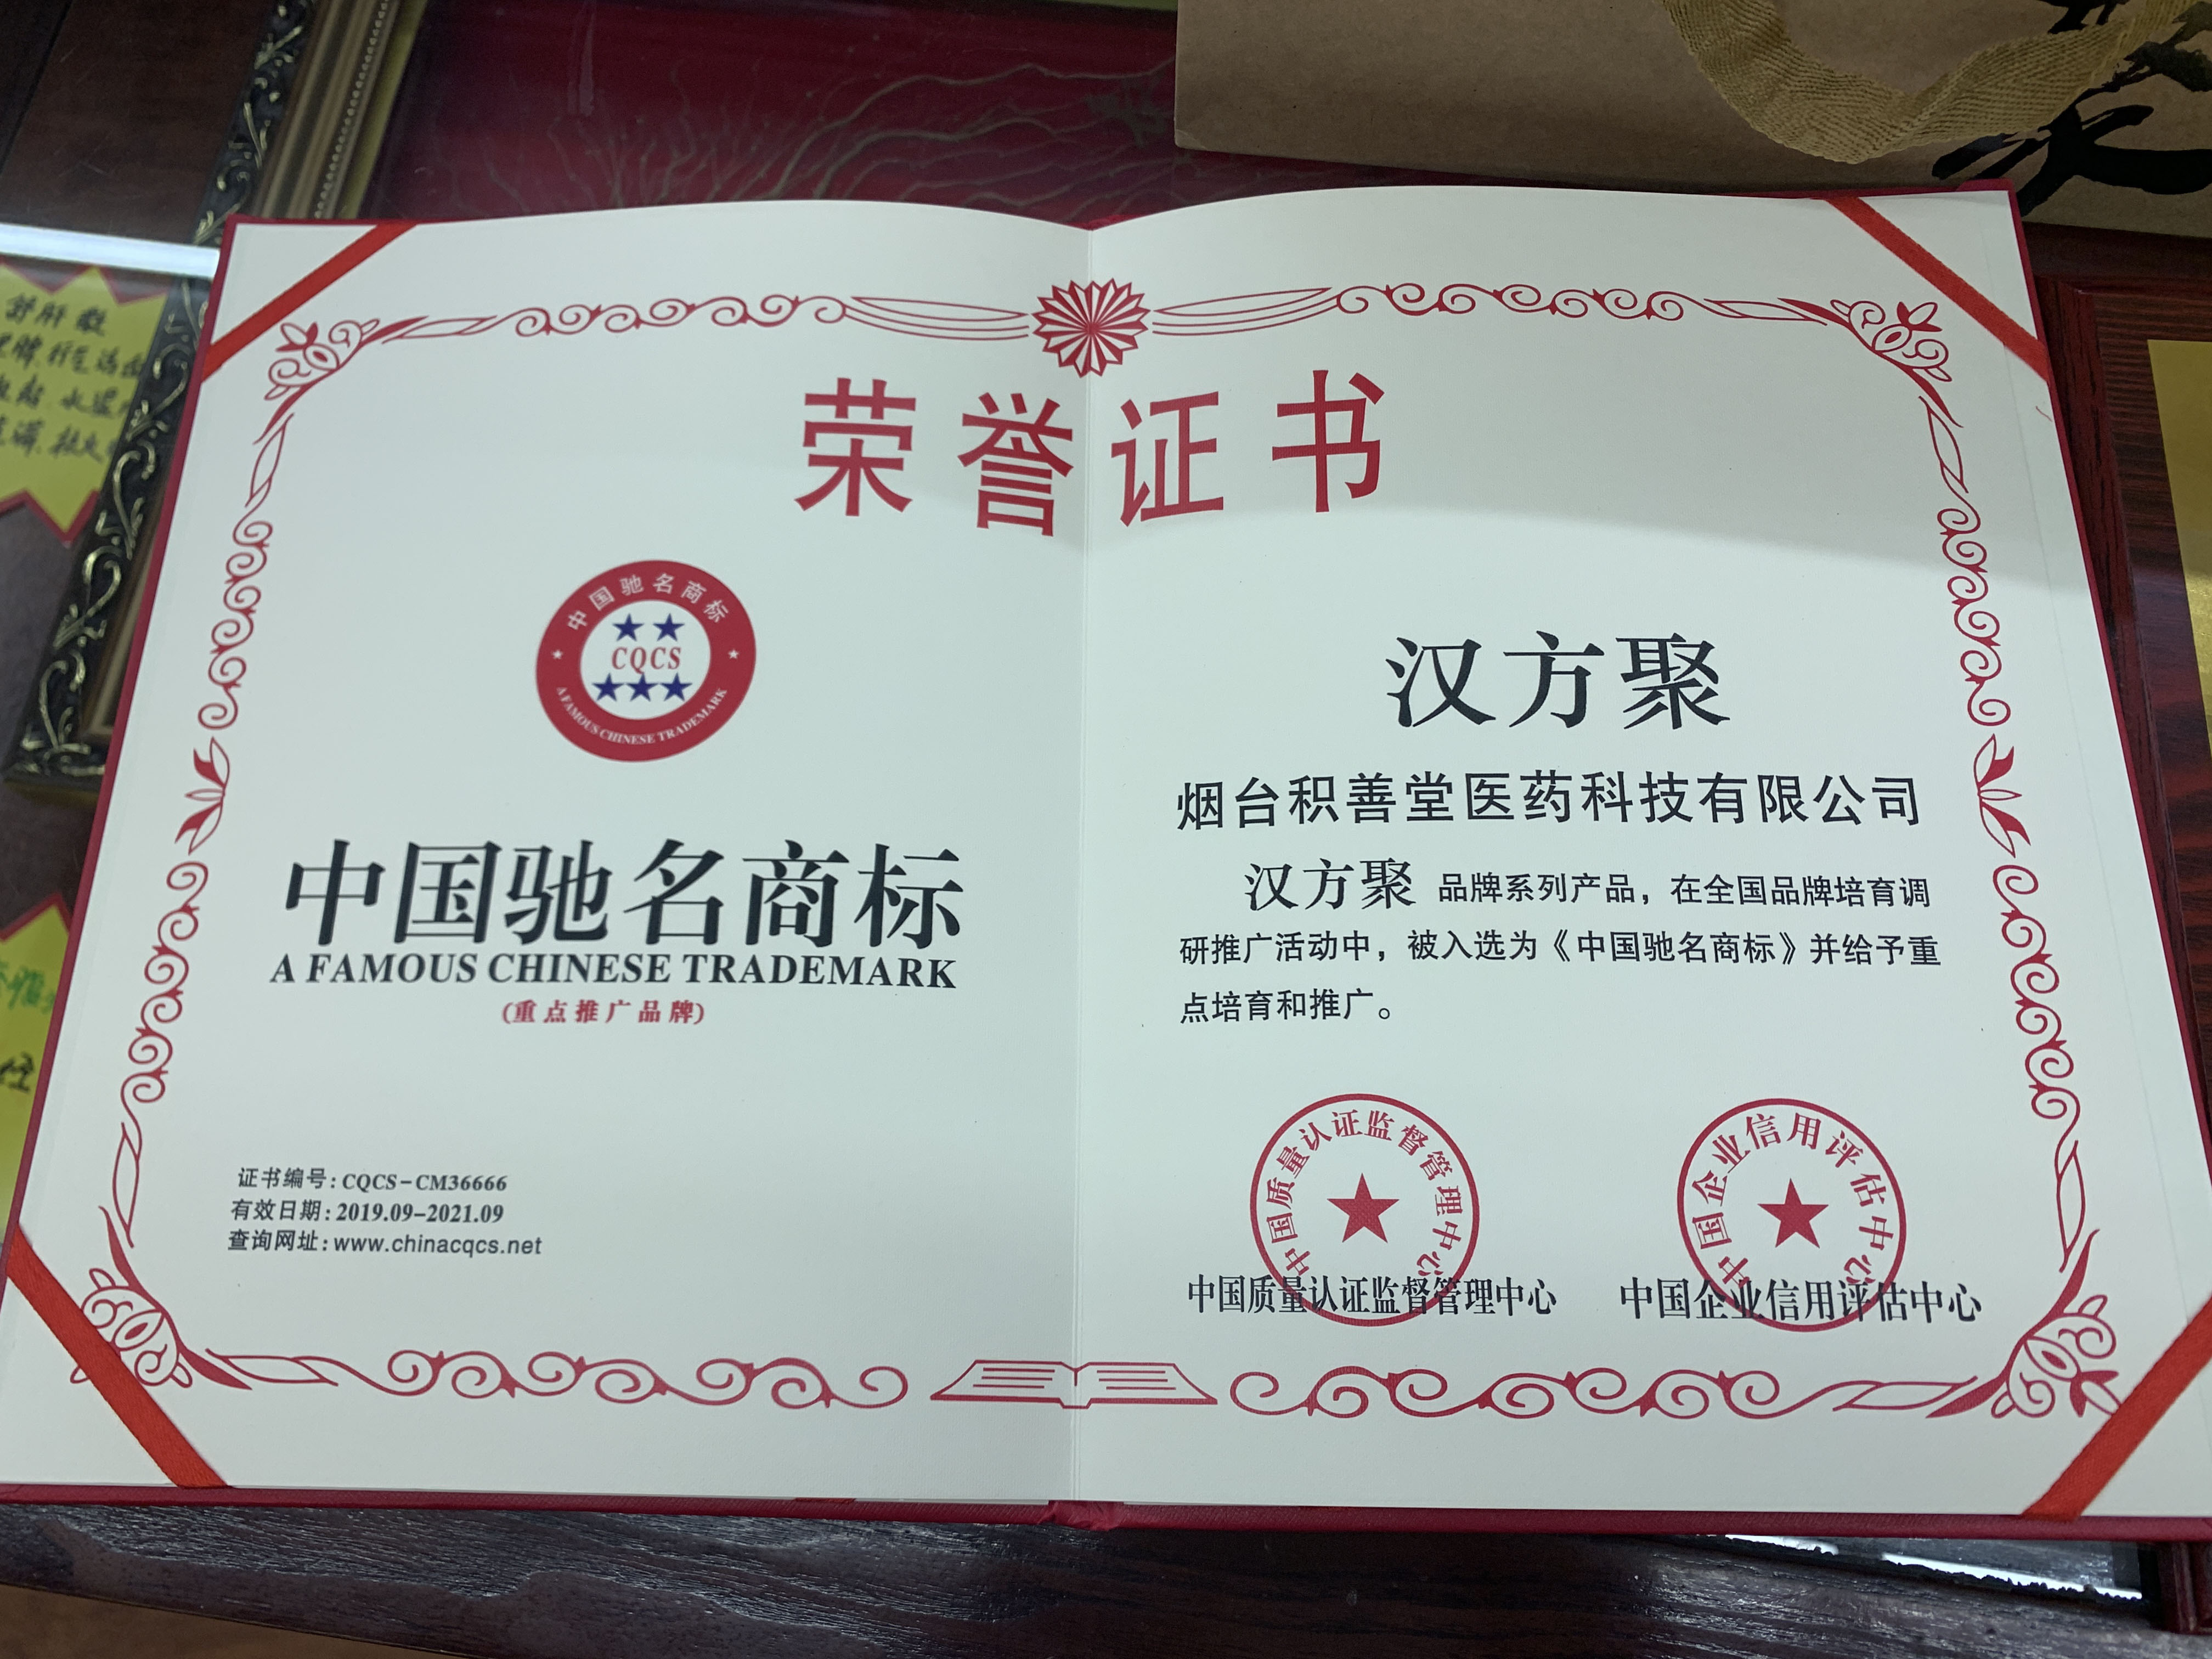 荣誉证书
中国驰名商标
CQCS
A FAMOUS CHINESE TRADEMARK
中国驰名商标
A FAMOUS CHINESE TRADEMARK
(重点推广品牌)
证书编号:CQCS-CM36666
有效日期:2019.09-2021.09
查询网址:www.chinacqcs.net
汉方聚
烟台积善堂医药科技有限公司
汉方聚 品牌系列产品，在全国品牌培育调
研推广活动中，被入选为《中国驰名商标》并给予重
点培育和推广。
中国质量认证监督管理中心
中国质量认证监督管理中心
中国企业信用评估中心
中国企业信用评估中心
舒肝散